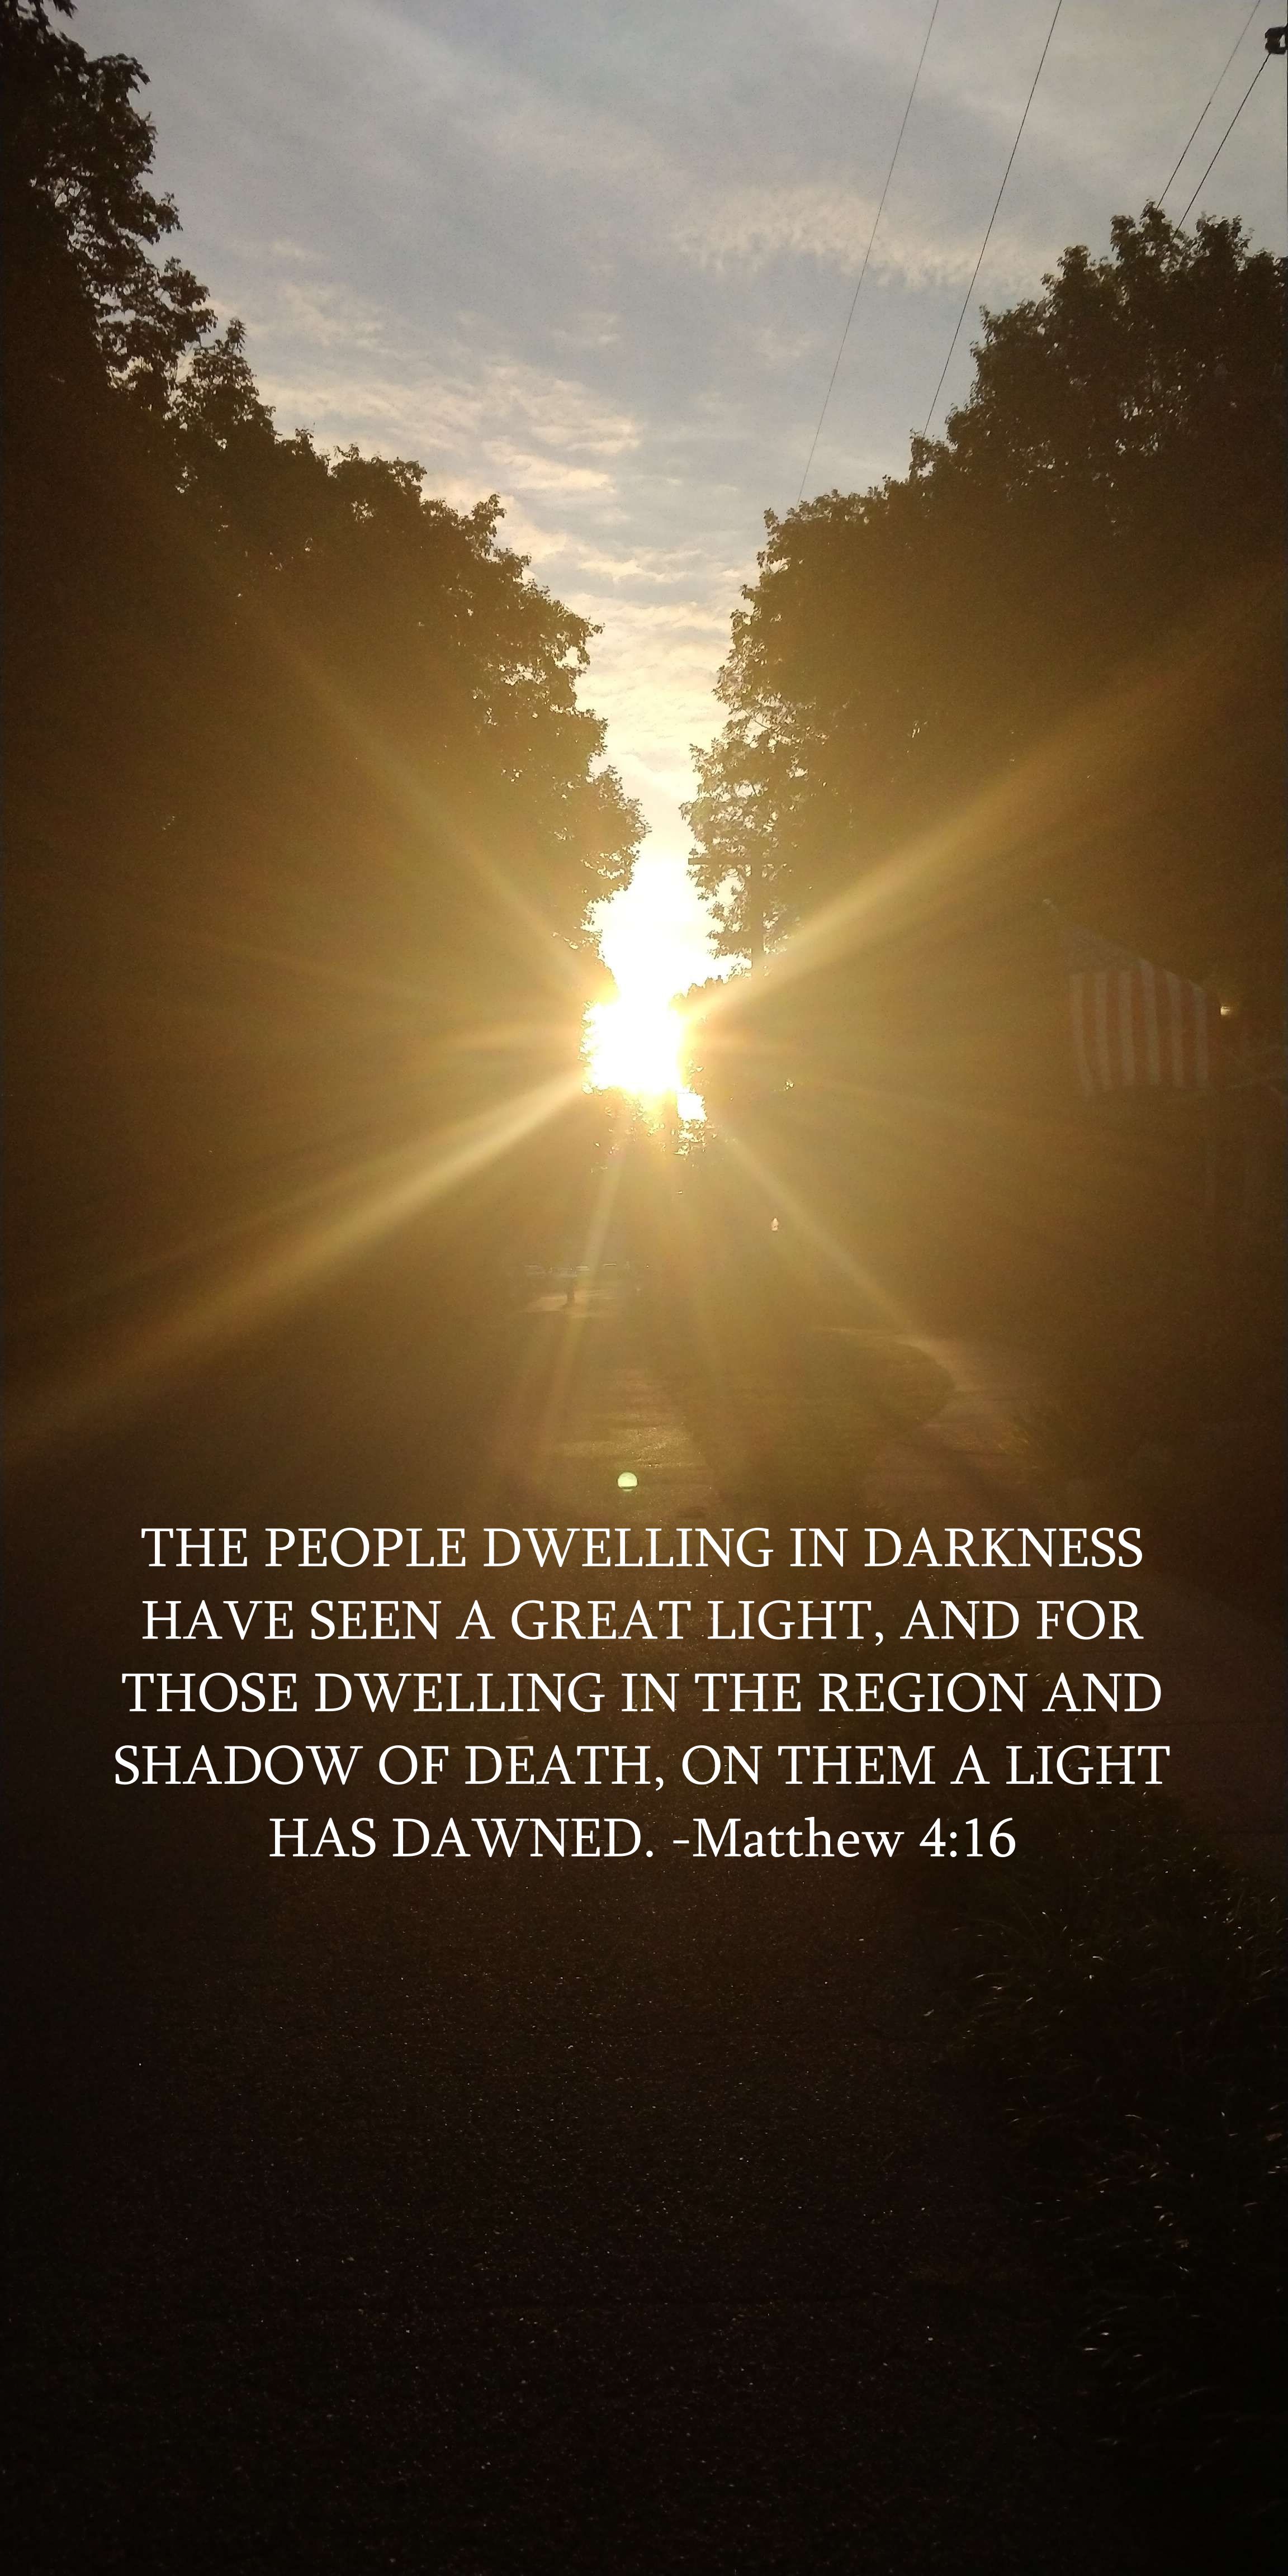 THE PEOPLE DWELLING IN DARKNESS
HAVE SEEN A GREAT LIGHT, AND FOR
THOSE DWELLING IN THE REGION AND
SHADOW OF DEATH, ON THEM A LIGHT
HAS DAWNED. -Matthew 4:16